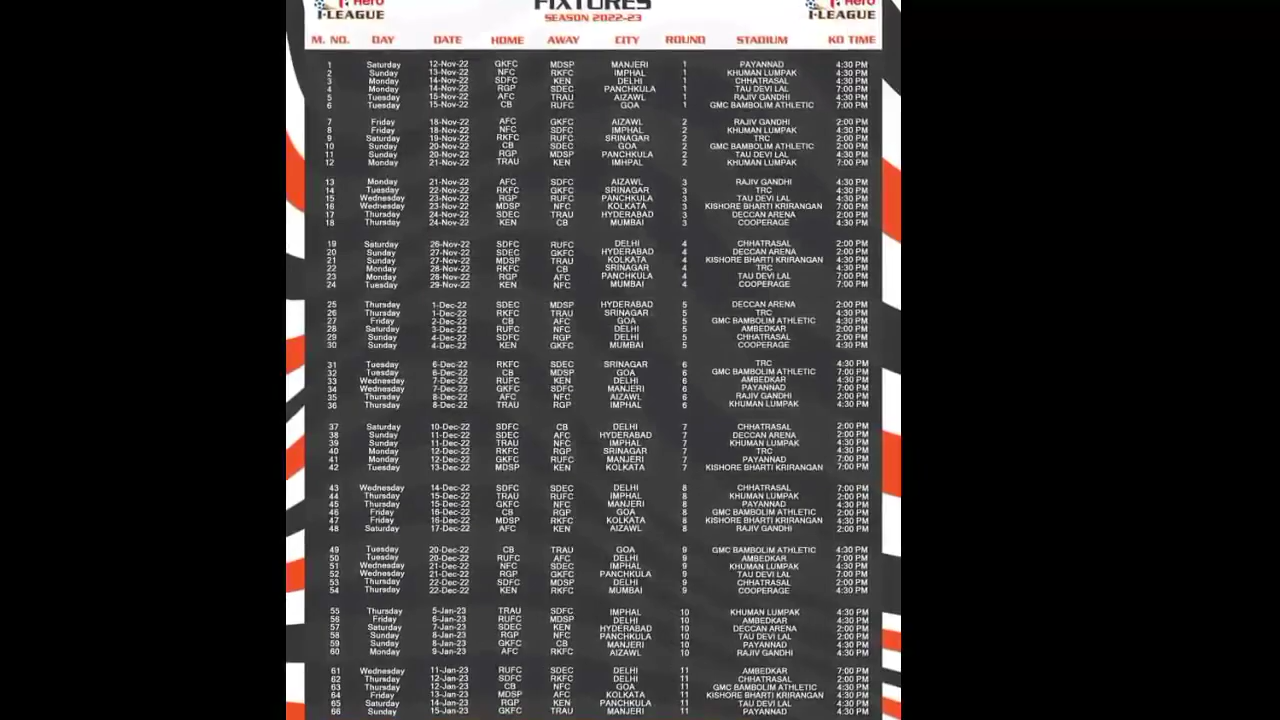 FIXTURES
Hero Hero
I-LEAGUE SEASON 2022-23 I-LEAGUE
M. NO. DAY DATE HOME AWAY CITY ROUND STADIUM KO TIME
1 Saturday 12-Nov-22 GKFC MDSP MANJERI 1 PAYANNAD 4:30 PM
2 Sunday 13-Nov-22 NFC RKFC IMPHAL 1 KHUMAN LUMPAK 4:30 PM
3 Monday 14-Nov-22 SDFC KEN DELHI 1 CHHATRASAL 4:30 PM
4 Monday 14-Nov-22 RGP SDEC PANCHKULA 1 TAU DEVI LAL 7:00 PM
5 Tuesday 15-Nov-22 AFC TRAU AIZAWL 1 RAJIV GANDHI 4:30 PM
6 Tuesday 15-Nov-22 CB RUFC GOA 1 GMC BAMBOLIM ATHLETIC 7:00 PM
7 Friday 18-Nov-22 AFC GKFC AIZAWL 2 RAJIV GANDHI 2:00 PM
8 Friday 18-Nov-22 NFC SDFC IMPHAL 2 KHUMAN LUMPAK 4:30 PM
9 Saturday 19-Nov-22 RKFC RUFC SRINAGAR 2 TRC 2:00 PM
10 Sunday 20-Nov-22 CB SDEC GOA 2 GMC BAMBOLIM ATHLETIC 2:00 PM
11 Sunday 20-Nov-22 RGP MDSP PANCHKULA 2 TAU DEVI LAL 4:30 PM
12 Monday 21-Nov-22 TRAU KEN IMHPAL 2 KHUMAN LUMPAK 7:00 PM
13 Monday 21-Nov-22 AFC SDFC AIZAWL 3 RAJIV GANDHI 4:30 PM
14 Tuesday 22-Nov-22 RKFC GKFC SRINAGAR 3 TRC 2:00 PM
15 Wednesday 23-Nov-22 RGP RUFC PANCHKULA 3 TAU DEVI LAL 4:30 PM
16 Wednesday 23-Nov-22 MDSP NFC KOLKATA 3 KISHORE BHARTI KRIRANGAN 7:00 PM
17 Thursday 24-Nov-22 SDEC TRAU HYDERABAD 3 DECCAN ARENA 2:00 PM
18 Thursday 24-Nov-22 KEN CB MUMBAI 3 COOPERAGE 4:30 PM
19 Saturday 26-Nov-22 SDFC RUFC DELHI 4 CHHATRASAL 2:00 PM
20 Sunday 27-Nov-22 SDEC GKFC HYDERABAD 4 DECCAN ARENA 2:00 PM
21 Sunday 27-Nov-22 MDSP TRAU KOLKATA 4 KISHORE BHARTI KRIRANGAN 4:30 PM
22 Monday 28-Nov-22 RKFC CB SRINAGAR 4 TRC 4:30 PM
23 Monday 28-Nov-22 RGP AFC PANCHKULA 4 TAU DEVI LAL 2:00 PM
24 Tuesday 29-Nov-22 KEN NFC MUMBAI 4 COOPERAGE 7:00 PM
25 Thursday 1-Dec-22 SDEC MDSP HYDERABAD 5 DECCAN ARENA 2:00 PM
26 Thursday 1-Dec-22 RKFC TRAU SRINAGAR 5 TRC 4:30 PM
27 Friday 2-Dec-22 CB AFC GOA 5 GMC BAMBOLIM ATHLETIC 4:30 PM
28 Saturday 3-Dec-22 RUFC NFC DELHI 5 AMBEDKAR 2:00 PM
29 Sunday 4-Dec-22 SDFC RGP DELHI 5 CHHATRASAL 2:00 PM
30 Sunday 4-Dec-22 KEN GKFC MUMBAI 5 COOPERAGE 4:30 PM
31 Tuesday 6-Dec-22 RKFC SDEC SRINAGAR 6 TRC 4:30 PM
32 Tuesday 6-Dec-22 CB MDSP GOA 6 GMC BAMBOLIM ATHLETIC 7:00 PM
33 Wednesday 7-Dec-22 RUFC KEN DELHI 6 AMBEDKAR 4:30 PM
34 Wednesday 7-Dec-22 GKFC SDFC MANJERI 6 PAYANNAD 7:00 PM
35 Thursday 8-Dec-22 AFC NFC AIZAWL 6 RAJIV GANDHI 2:00 PM
36 Thursday 8-Dec-22 TRAU RGP IMPHAL 6 KHUMAN LUMPAK 4:30 PM
37 Saturday 10-Dec-22 SDFC CB DELHI 7 CHHATRASAL 2:00 PM
38 Sunday 11-Dec-22 SDEC AFC HYDERABAD 7 DECCAN ARENA 2:00 PM
39 Sunday 11-Dec-22 TRAU NFC IMPHAL 7 KHUMAN LUMPAK 4:30 PM
40 Monday 12-Dec-22 RKFC RGP SRINAGAR 7 TRC 2:00 PM
41 Monday 12-Dec-22 GKFC RUFC MANJERI 7 PAYANNAD 7:00 PM
42 Tuesday 13-Dec-22 MDSP KEN KOLKATA 7 KISHORE BHARTI KRIRANGAN 7:00 PM
43 Wednesday 14-Dec-22 SDFC SDEC DELHI 8 CHHATRASAL 7:00 PM
44 Thursday 15-Dec-22 TRAU RUFC IMPHAL 8 KHUMAN LUMPAK 2:00 PM
45 Thursday 15-Dec-22 GKFC NFC MANJERI 8 PAYANNAD 4:30 PM
46 Friday 16-Dec-22 CB RGP GOA 8 GMC BAMBOLIM ATHLETIC 2:00 PM
47 Friday 16-Dec-22 MDSP RKFC KOLKATA 8 KISHORE BHARTI KRIRANGAN 4:30 PM
48 Saturday 17-Dec-22 AFC KEN AIZAWL 8 RAJIV GANDHI 2:00 PM
49 Tuesday 20-Dec-22 CB TRAU GOA 9 GMC BAMBOLIM ATHLETIC 4:30 PM
50 Tuesday 20-Dec-22 RUFC AFC DELHI 9 AMBEDKAR 7:00 PM
51 Wednesday 21-Dec-22 NFC SDEC IMPHAL 9 KHUMAN LUMPAK 4:30 PM
52 Wednesday 21-Dec-22 RGP GKFC PANCHKULA 9 TAU DEVI LAL 7:00 PM
53 Thursday 22-Dec-22 SDFC MDSP DELHI 9 CHHATRASAL 2:00 PM
54 Thursday 22-Dec-22 KEN RKFC MUMBAI 9 COOPERAGE 4:30 PM
55 Thursday 5-Jan-23 TRAU SDFC IMPHAL 10 KHUMAN LUMPAK 4:30 PM
56 Friday 6-Jan-23 RUFC MDSP DELHI 10 AMBEDKAR 4:30 PM
57 Saturday 7-Jan-23 SDEC KEN HYDERABAD 10 DECCAN ARENA 2:00 PM
58 Sunday 8-Jan-23 RGP NFC PANCHKULA 10 TAU DEVI LAL 2:00 PM
59 Sunday 8-Jan-23 GKFC CB MANJERI 10 PAYANNAD 4:30 PM
60 Monday 9-Jan-23 AFC RKFC AIZAWL 10 RAJIV GANDHI 4:30 PM
61 Wednesday 11-Jan-23 RUFC SDEC DELHI 11 AMBEDKAR 7:00 PM
62 Thursday 12-Jan-23 SDFC RKFC DELHI 11 CHHATRASAL 2:00 PM
63 Thursday 12-Jan-23 CB NFC GOA 11 GMC BAMBOLIM ATHLETIC 4:30 PM
64 Friday 13-Jan-23 MDSP AFC KOLKATA 11 KISHORE BHARTI KRIRANGAN 4:30 PM
65 Saturday 14-Jan-23 RGP KEN PANCHKULA 11 TAU DEVI LAL 4:30 PM
66 Sunday 15-Jan-23 GKFC TRAU MANJERI 11 PAYANNAD 7:00 PM